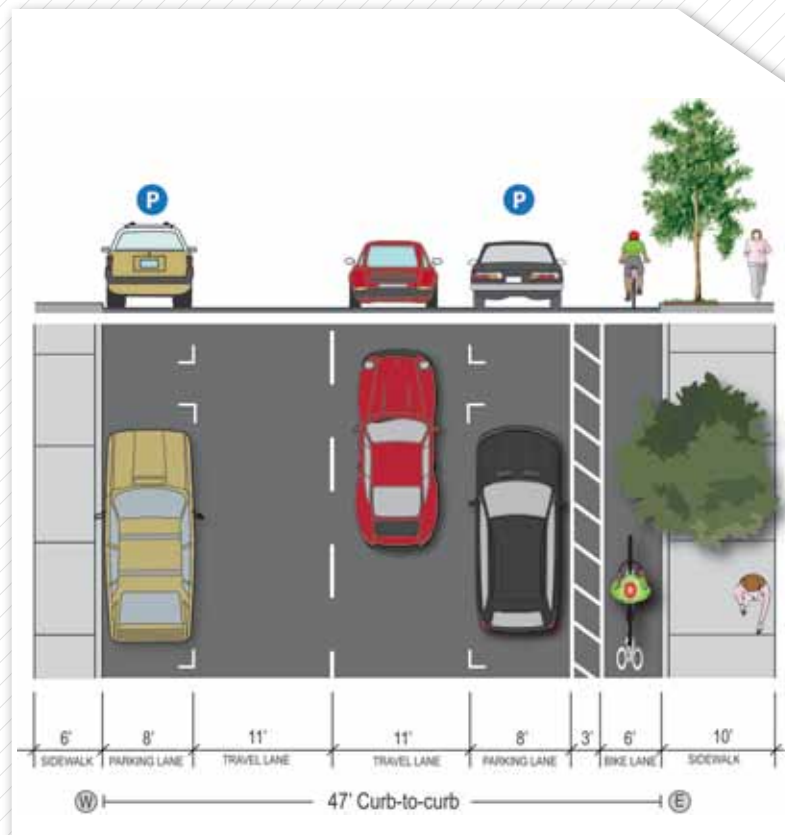 P
P
6' 8' 11' 11' 8' 3' 6' 10'
SIDEWALK PARKING LANE TRAVEL LANE TRAVEL LANE PARKING LANE BIKE LANE SIDEWALK
W 47' Curb-to-curb E